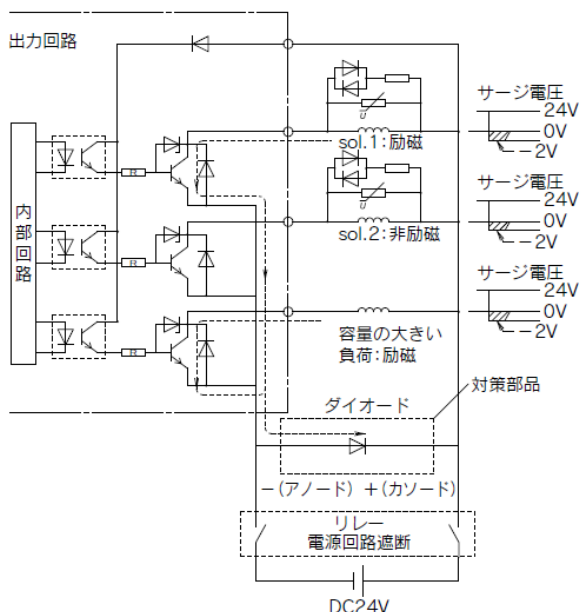 出力回路
サージ電圧
24V
0V
-2V
sol.1:励磁
内部回路
R
サージ電圧
24V
0V
-2V
sol.2:非励磁
R
サージ電圧
24V
0V
-2V
容量の大きい
負荷:励磁
R
対策部品
ダイオード
-(アノード) +(カソード)
リレー
電源回路遮断
DC24V